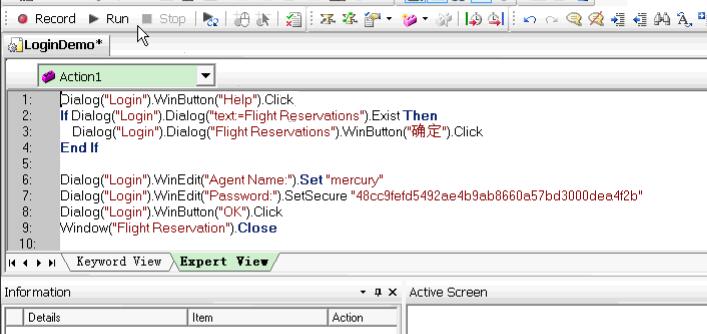 Record Run Stop
LoginDemo*
Action1
1: Dialog("Login").WinButton("Help").Click
2: If Dialog("Login").Dialog("text:=Flight Reservations").Exist Then
3: Dialog("Login").Dialog("Flight Reservations").WinButton("确定").Click
4: End If
5:
6: Dialog("Login").WinEdit("Agent Name:").Set "mercury"
7: Dialog("Login").WinEdit("Password:").SetSecure "48cc9fefd5492ae4b9ab8660a57bd3000dea4f2b"
8: Dialog("Login").WinButton("OK").Click
9: Window("Flight Reservation").Close
10:
Keyword View Expert View
Information Active Screen
Details Item Action